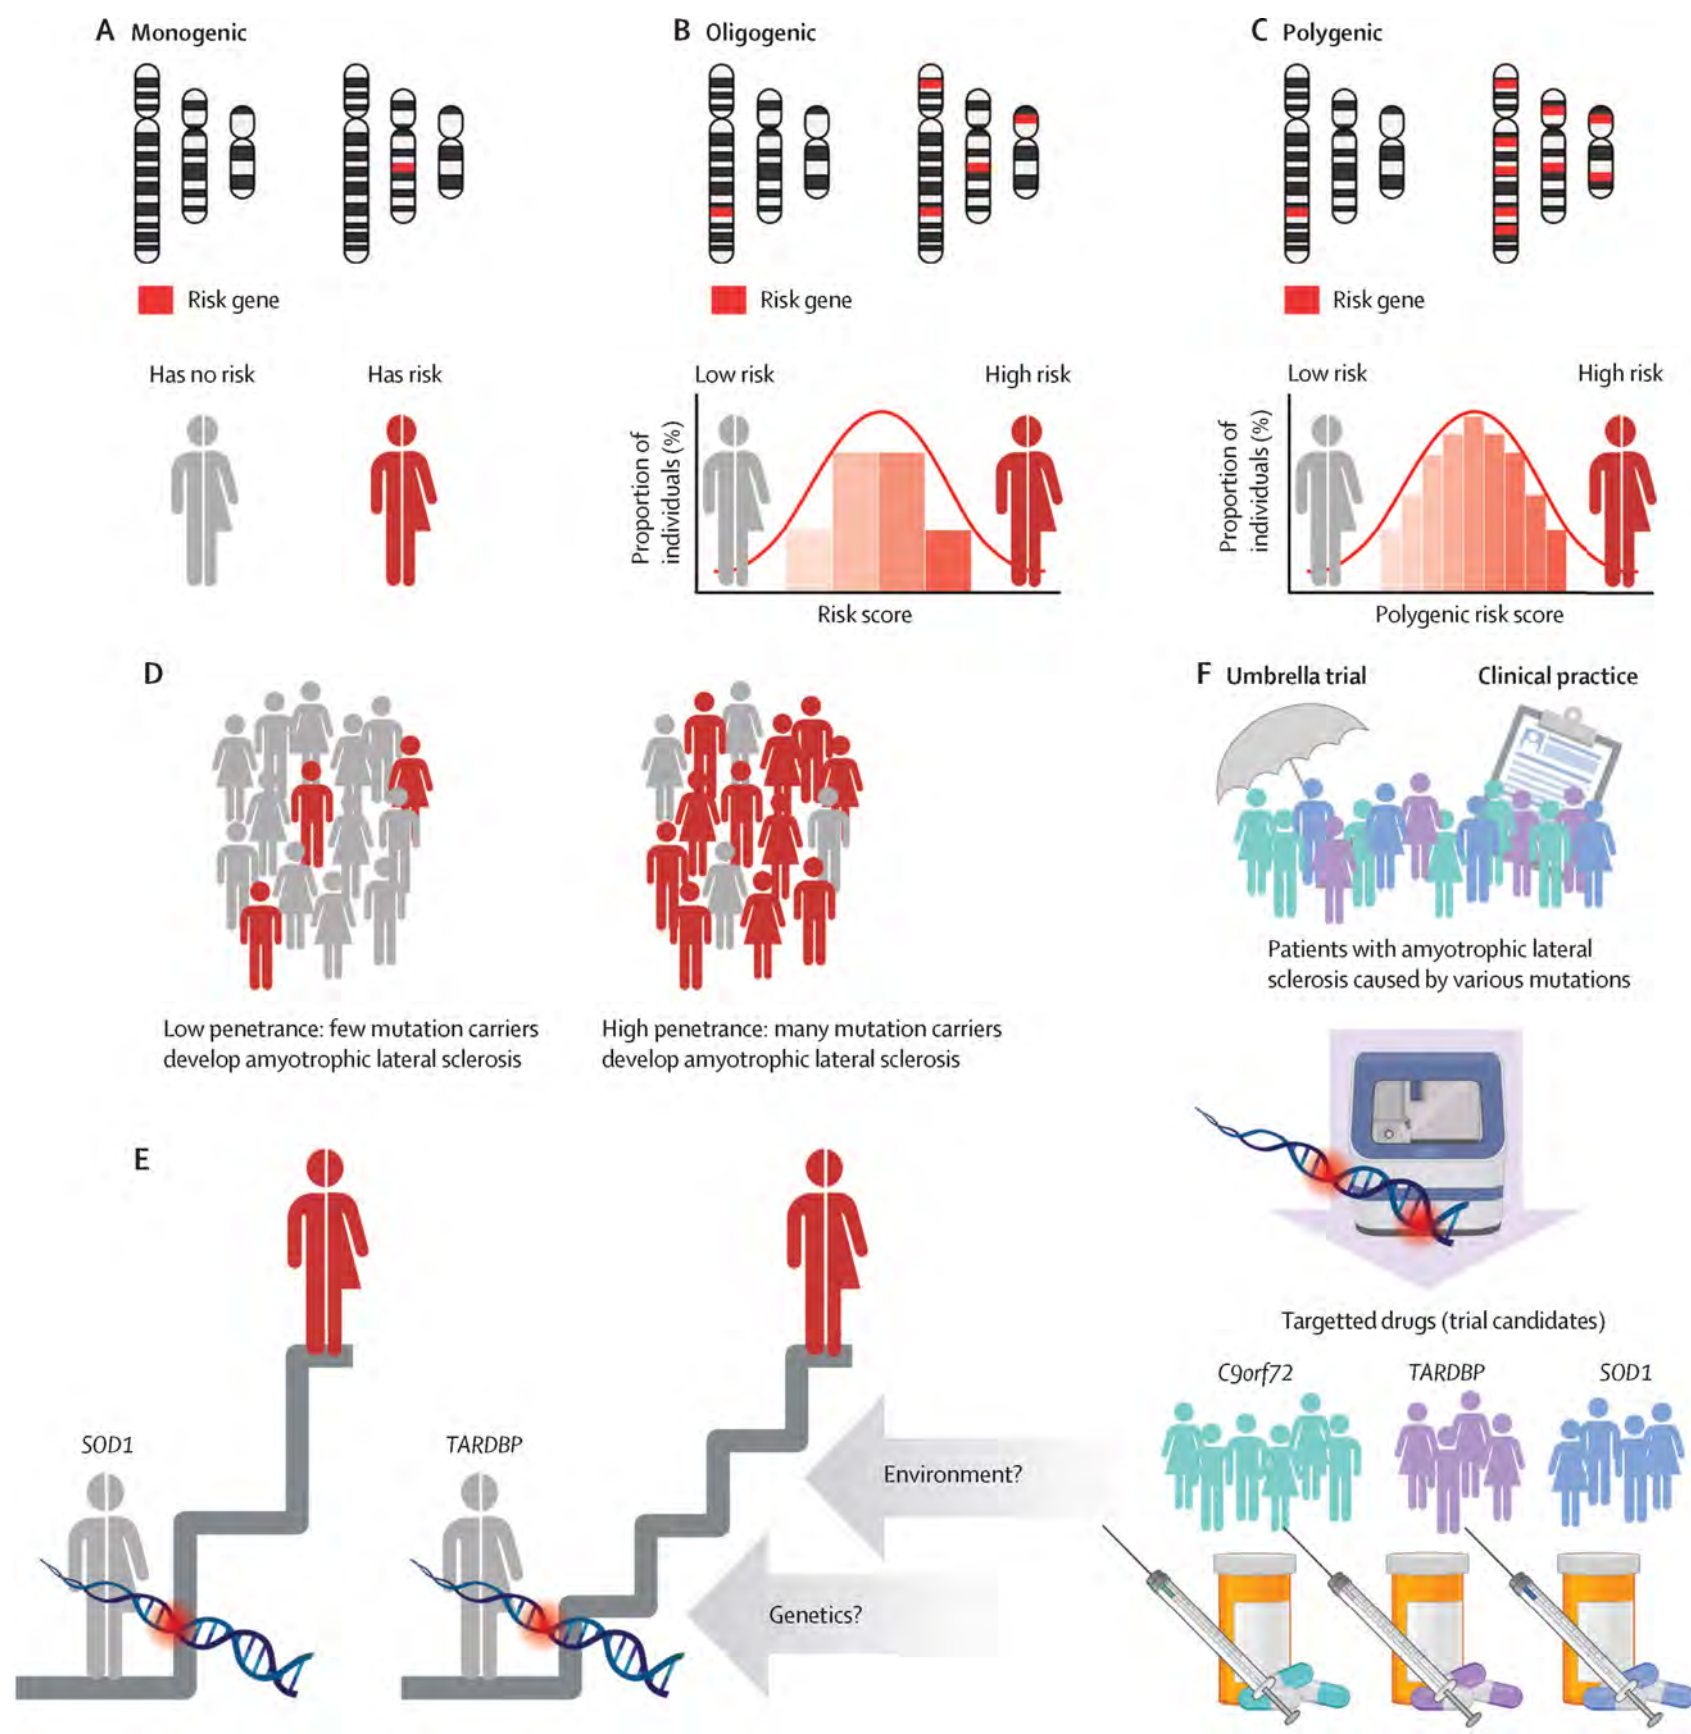 A Monogenic
Risk gene
Has no risk
Has risk
B Oligogenic
Risk gene
Low risk
High risk
Proportion of
individuals (%)
Risk score
C Polygenic
Risk gene
Low risk
High risk
Proportion of
individuals (%)
Polygenic risk score
D
Low penetrance: few mutation carriers
develop amyotrophic lateral sclerosis
High penetrance: many mutation carriers
develop amyotrophic lateral sclerosis
E
SOD1
TARDBP
Environment?
Genetics?
F Umbrella trial
Clinical practice
Patients with amyotrophic lateral
sclerosis caused by various mutations
Targetted drugs (trial candidates)
C9orf72
TARDBP
SOD1